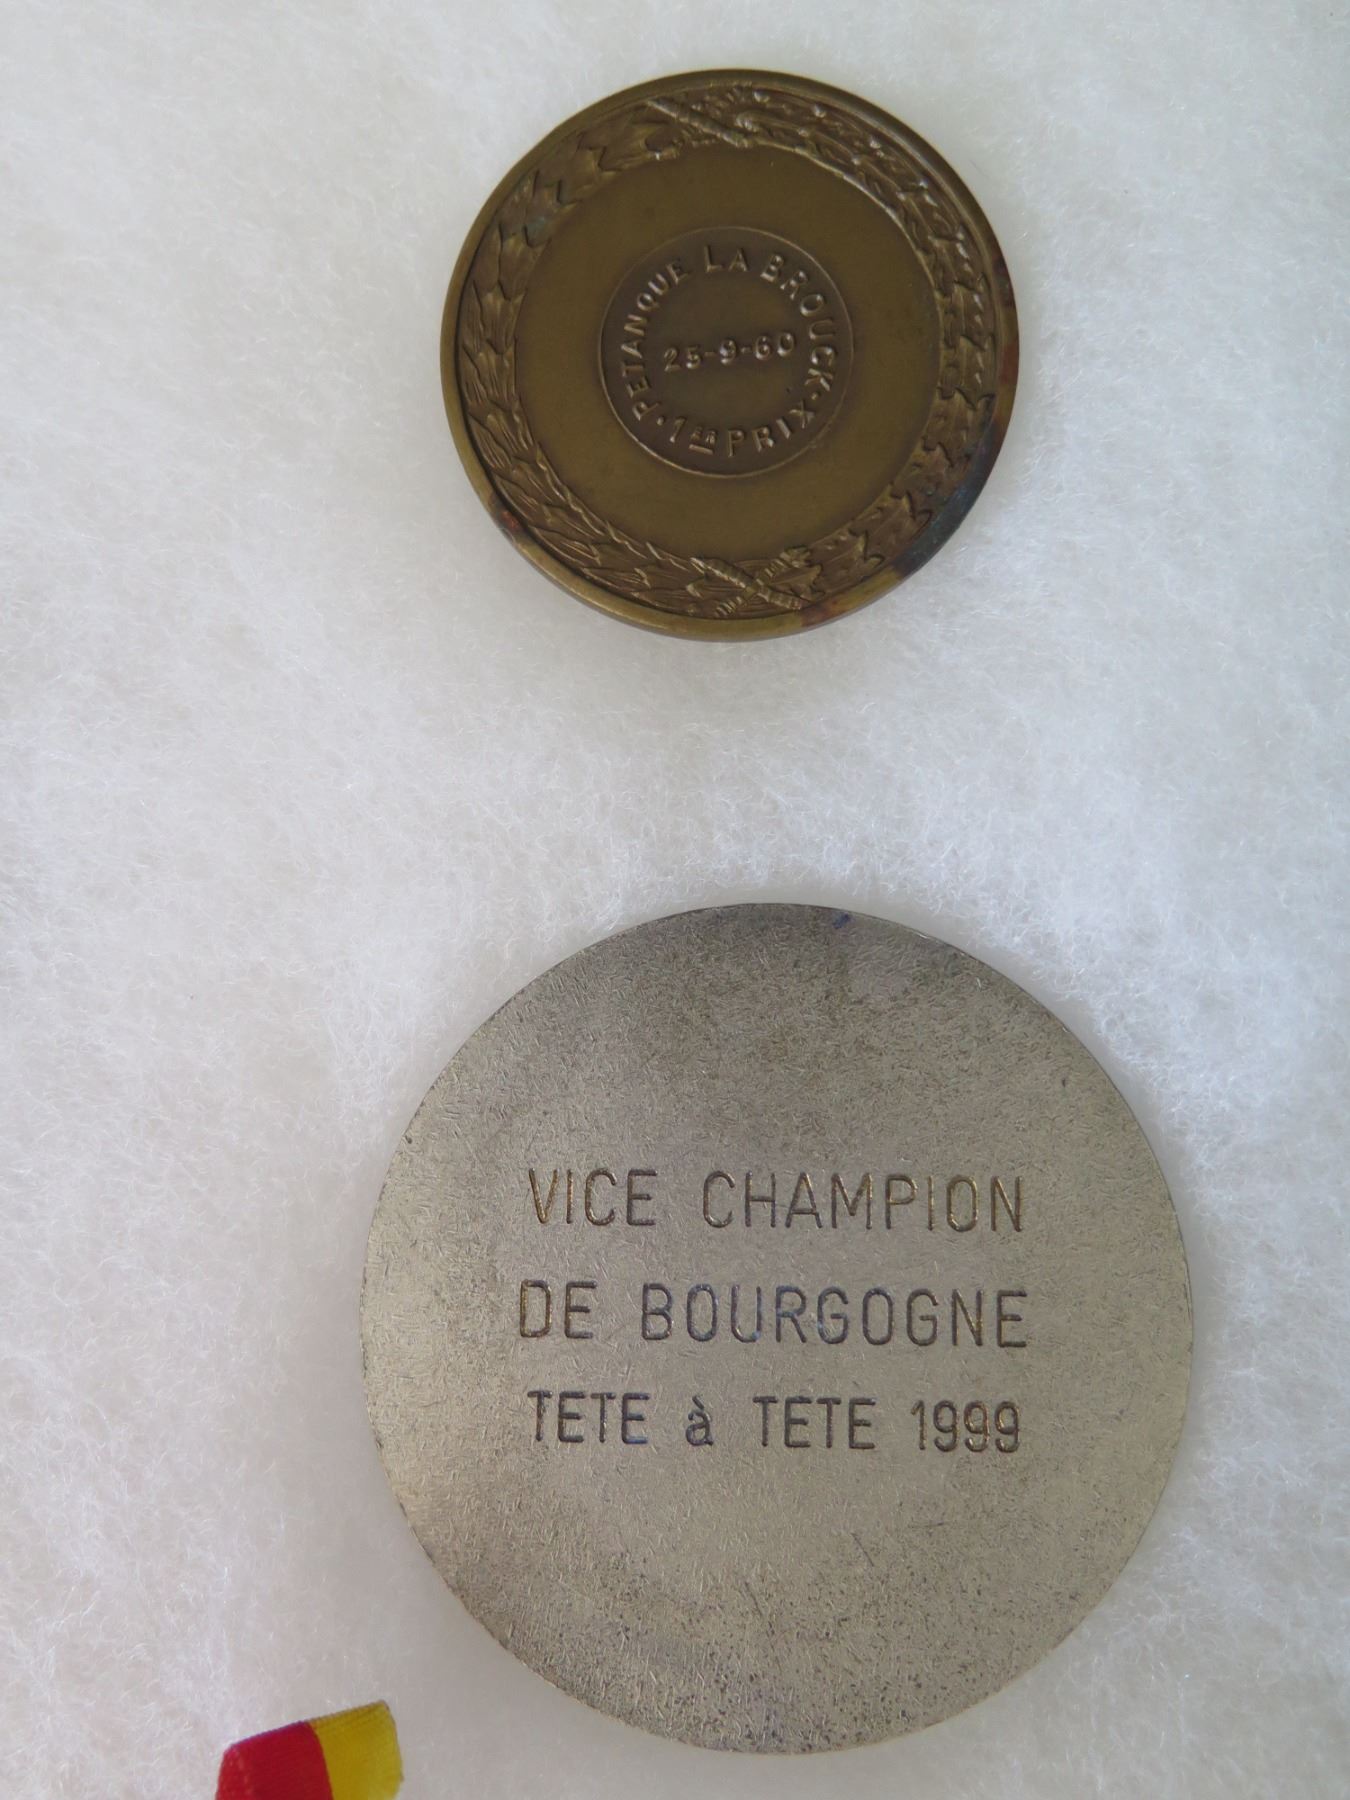 PETANQUE LA BROUCK
25-9-60
· 1ER PRIX ·
VICE CHAMPION
DE BOURGOGNE
TETE à TETE 1999